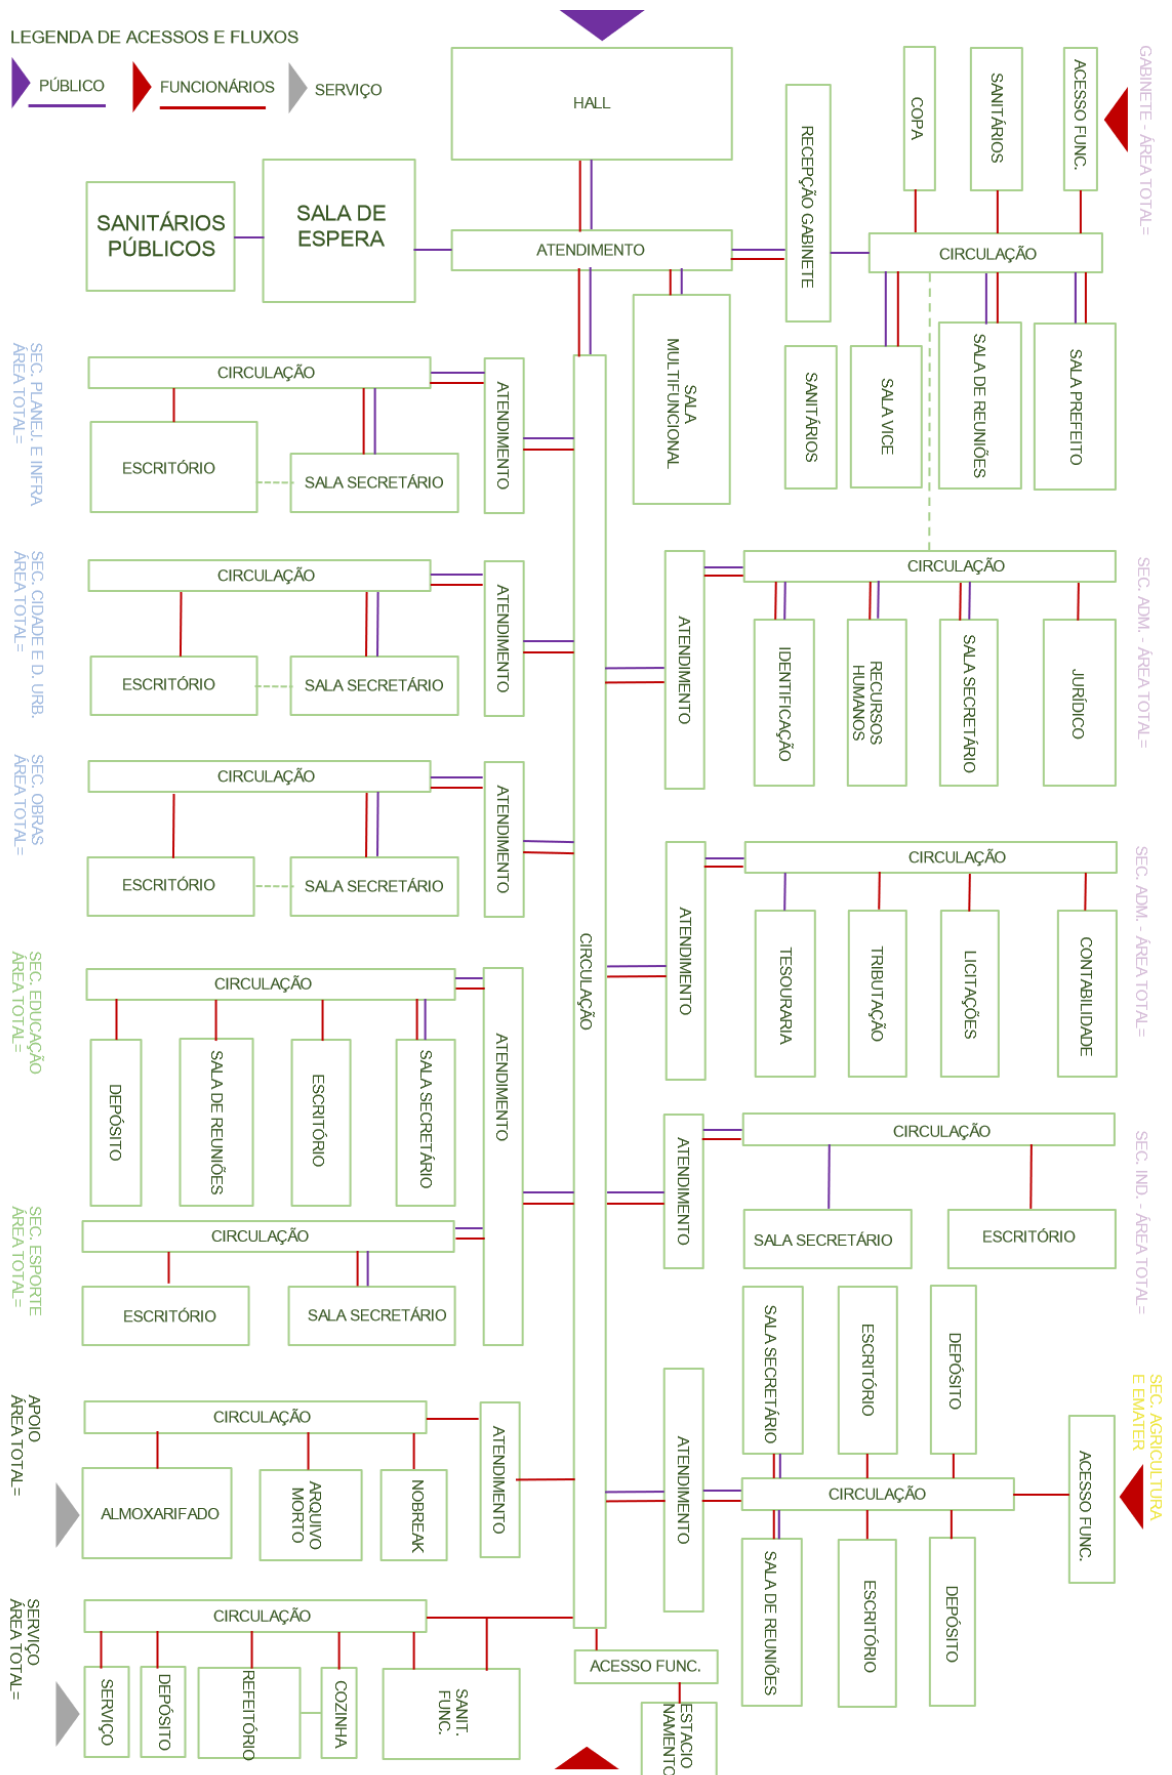 LEGENDA DE ACESSOS E FLUXOS
PÚBLICO
FUNCIONÁRIOS
SERVIÇO
HALL
RECEPÇÃO GABINETE
COPA
SANITÁRIOS
ACESSO FUNC.
GABINETE - ÁREA TOTAL=
SANITÁRIOS
PÚBLICOS
SALA DE
ESPERA
ATENDIMENTO
CIRCULAÇÃO
SALA
MULTIFUNCIONAL
SANITÁRIOS
SALA VICE
SALA DE REUNIÕES
SALA PREFEITO
SEC. PLANEJ. E INFRA
ÁREA TOTAL=
CIRCULAÇÃO
ATENDIMENTO
ESCRITÓRIO
SALA SECRETÁRIO
SEC. CIDADE E D. URB.
ÁREA TOTAL=
CIRCULAÇÃO
ATENDIMENTO
ESCRITÓRIO
SALA SECRETÁRIO
ATENDIMENTO
CIRCULAÇÃO
IDENTIFICAÇÃO
RECURSOS
HUMANOS
SALA SECRETÁRIO
JURÍDICO
SEC. ADM. - ÁREA TOTAL=
SEC. OBRAS
ÁREA TOTAL=
CIRCULAÇÃO
ATENDIMENTO
ESCRITÓRIO
SALA SECRETÁRIO
CIRCULAÇÃO
ATENDIMENTO
CIRCULAÇÃO
TESOURARIA
TRIBUTAÇÃO
LICITAÇÕES
CONTABILIDADE
SEC. ADM. - ÁREA TOTAL=
SEC. EDUCAÇÃO
ÁREA TOTAL=
CIRCULAÇÃO
ATENDIMENTO
DEPÓSITO
SALA DE REUNIÕES
ESCRITÓRIO
SALA SECRETÁRIO
ATENDIMENTO
CIRCULAÇÃO
SALA SECRETÁRIO
ESCRITÓRIO
SEC. IND. - ÁREA TOTAL=
SEC. ESPORTE
ÁREA TOTAL=
CIRCULAÇÃO
ESCRITÓRIO
SALA SECRETÁRIO
SALA SECRETÁRIO
ESCRITÓRIO
DEPÓSITO
ATENDIMENTO
CIRCULAÇÃO
ACESSO FUNC.
SEC. AGRICULTURA
E EMATER
SALA DE REUNIÕES
ESCRITÓRIO
DEPÓSITO
APOIO
ÁREA TOTAL=
CIRCULAÇÃO
ATENDIMENTO
ALMOXARIFADO
ARQUIVO
MORTO
NOBREAK
SERVIÇO
ÁREA TOTAL=
CIRCULAÇÃO
SERVIÇO
DEPÓSITO
REFEITÓRIO
COZINHA
SANIT.
FUNC.
ACESSO FUNC.
ESTACIO
NAMENTO